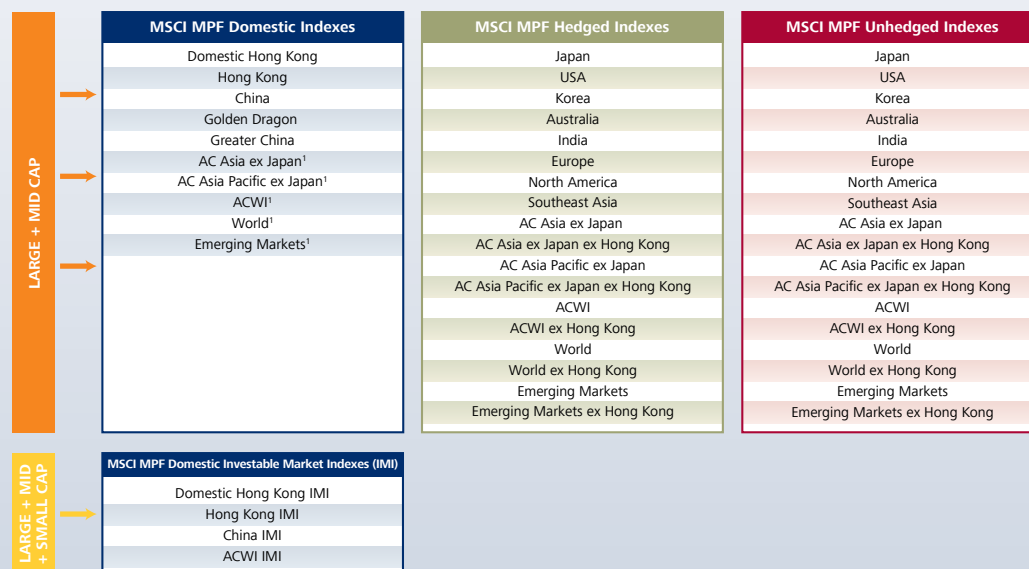 LARGE + MID CAP
MSCI MPF Domestic Indexes
Domestic Hong Kong
Hong Kong
China
Golden Dragon
Greater China
AC Asia ex Japan¹
AC Asia Pacific ex Japan¹
ACWI¹
World¹
Emerging Markets¹
MSCI MPF Hedged Indexes
Japan
USA
Korea
Australia
India
Europe
North America
Southeast Asia
AC Asia ex Japan
AC Asia ex Japan ex Hong Kong
AC Asia Pacific ex Japan
AC Asia Pacific ex Japan ex Hong Kong
ACWI
ACWI ex Hong Kong
World
World ex Hong Kong
Emerging Markets
Emerging Markets ex Hong Kong
MSCI MPF Unhedged Indexes
Japan
USA
Korea
Australia
India
Europe
North America
Southeast Asia
AC Asia ex Japan
AC Asia ex Japan ex Hong Kong
AC Asia Pacific ex Japan
AC Asia Pacific ex Japan ex Hong Kong
ACWI
ACWI ex Hong Kong
World
World ex Hong Kong
Emerging Markets
Emerging Markets ex Hong Kong
LARGE + MID
+ SMALL CAP
MSCI MPF Domestic Investable Market Indexes (IMI)
Domestic Hong Kong IMI
Hong Kong IMI
China IMI
ACWI IMI